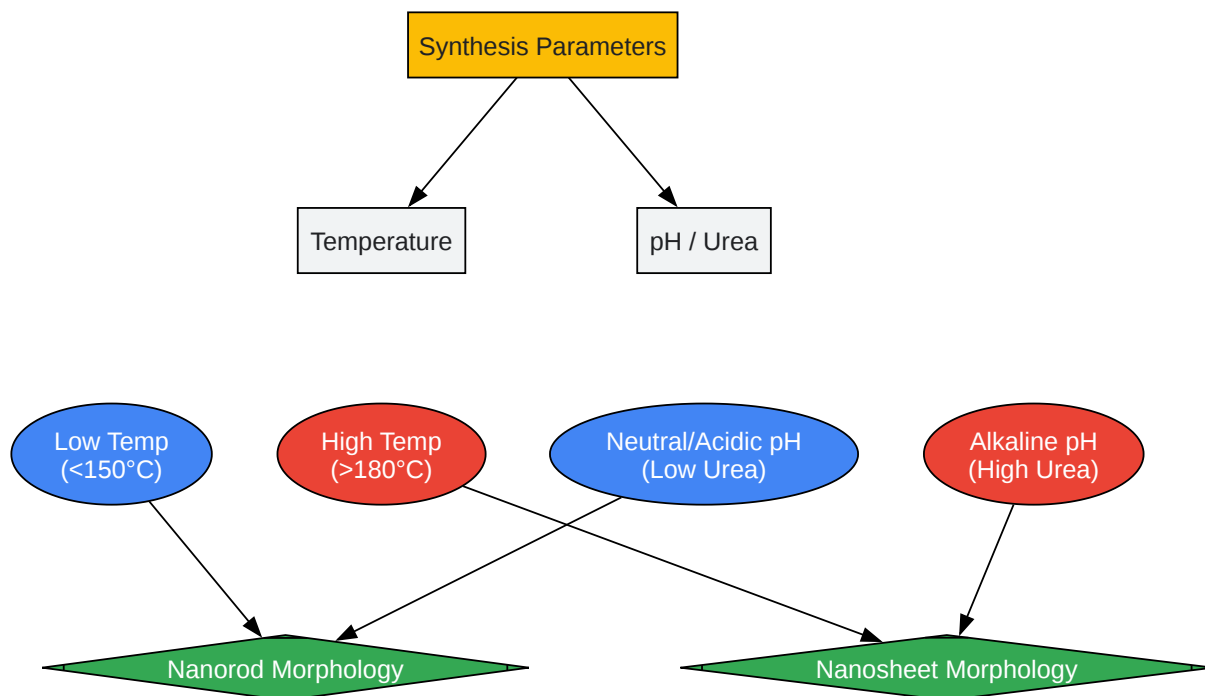 Synthesis Parameters
Temperature
pH / Urea
Low Temp
(<150°C)
High Temp
(>180°C)
Neutral/Acidic pH
(Low Urea)
Alkaline pH
(High Urea)
Nanorod Morphology
Nanosheet Morphology